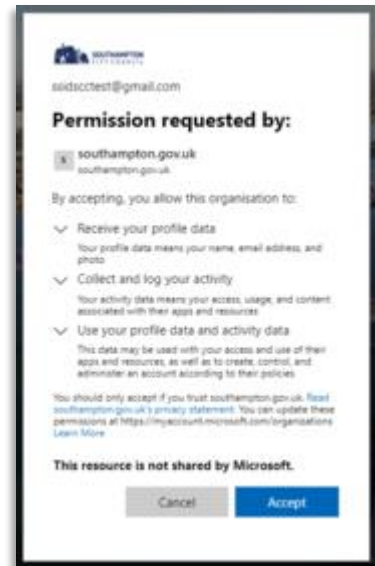 SOUTHAMPTON
CITY COUNCIL
ssidscctest@gmail.com
Permission requested by:
s
southampton.gov.uk
southampton.gov.uk
By accepting, you allow this organisation to:
Receive your profile data
Your profile data means your name, email address, and
photo
Collect and log your activity
Your activity data means your access, usage, and content
associated with their apps and resources
Use your profile data and activity data
This data may be used with your access and use of their
apps and resources, as well as to create, control, and
administer an account according to their policies
You should only accept if you trust southampton.gov.uk. Read
southampton.gov.uk's privacy statement. You can update these
permissions at https://myaccount.microsoft.com/organisations
Learn More
This resource is not shared by Microsoft.
Cancel Accept